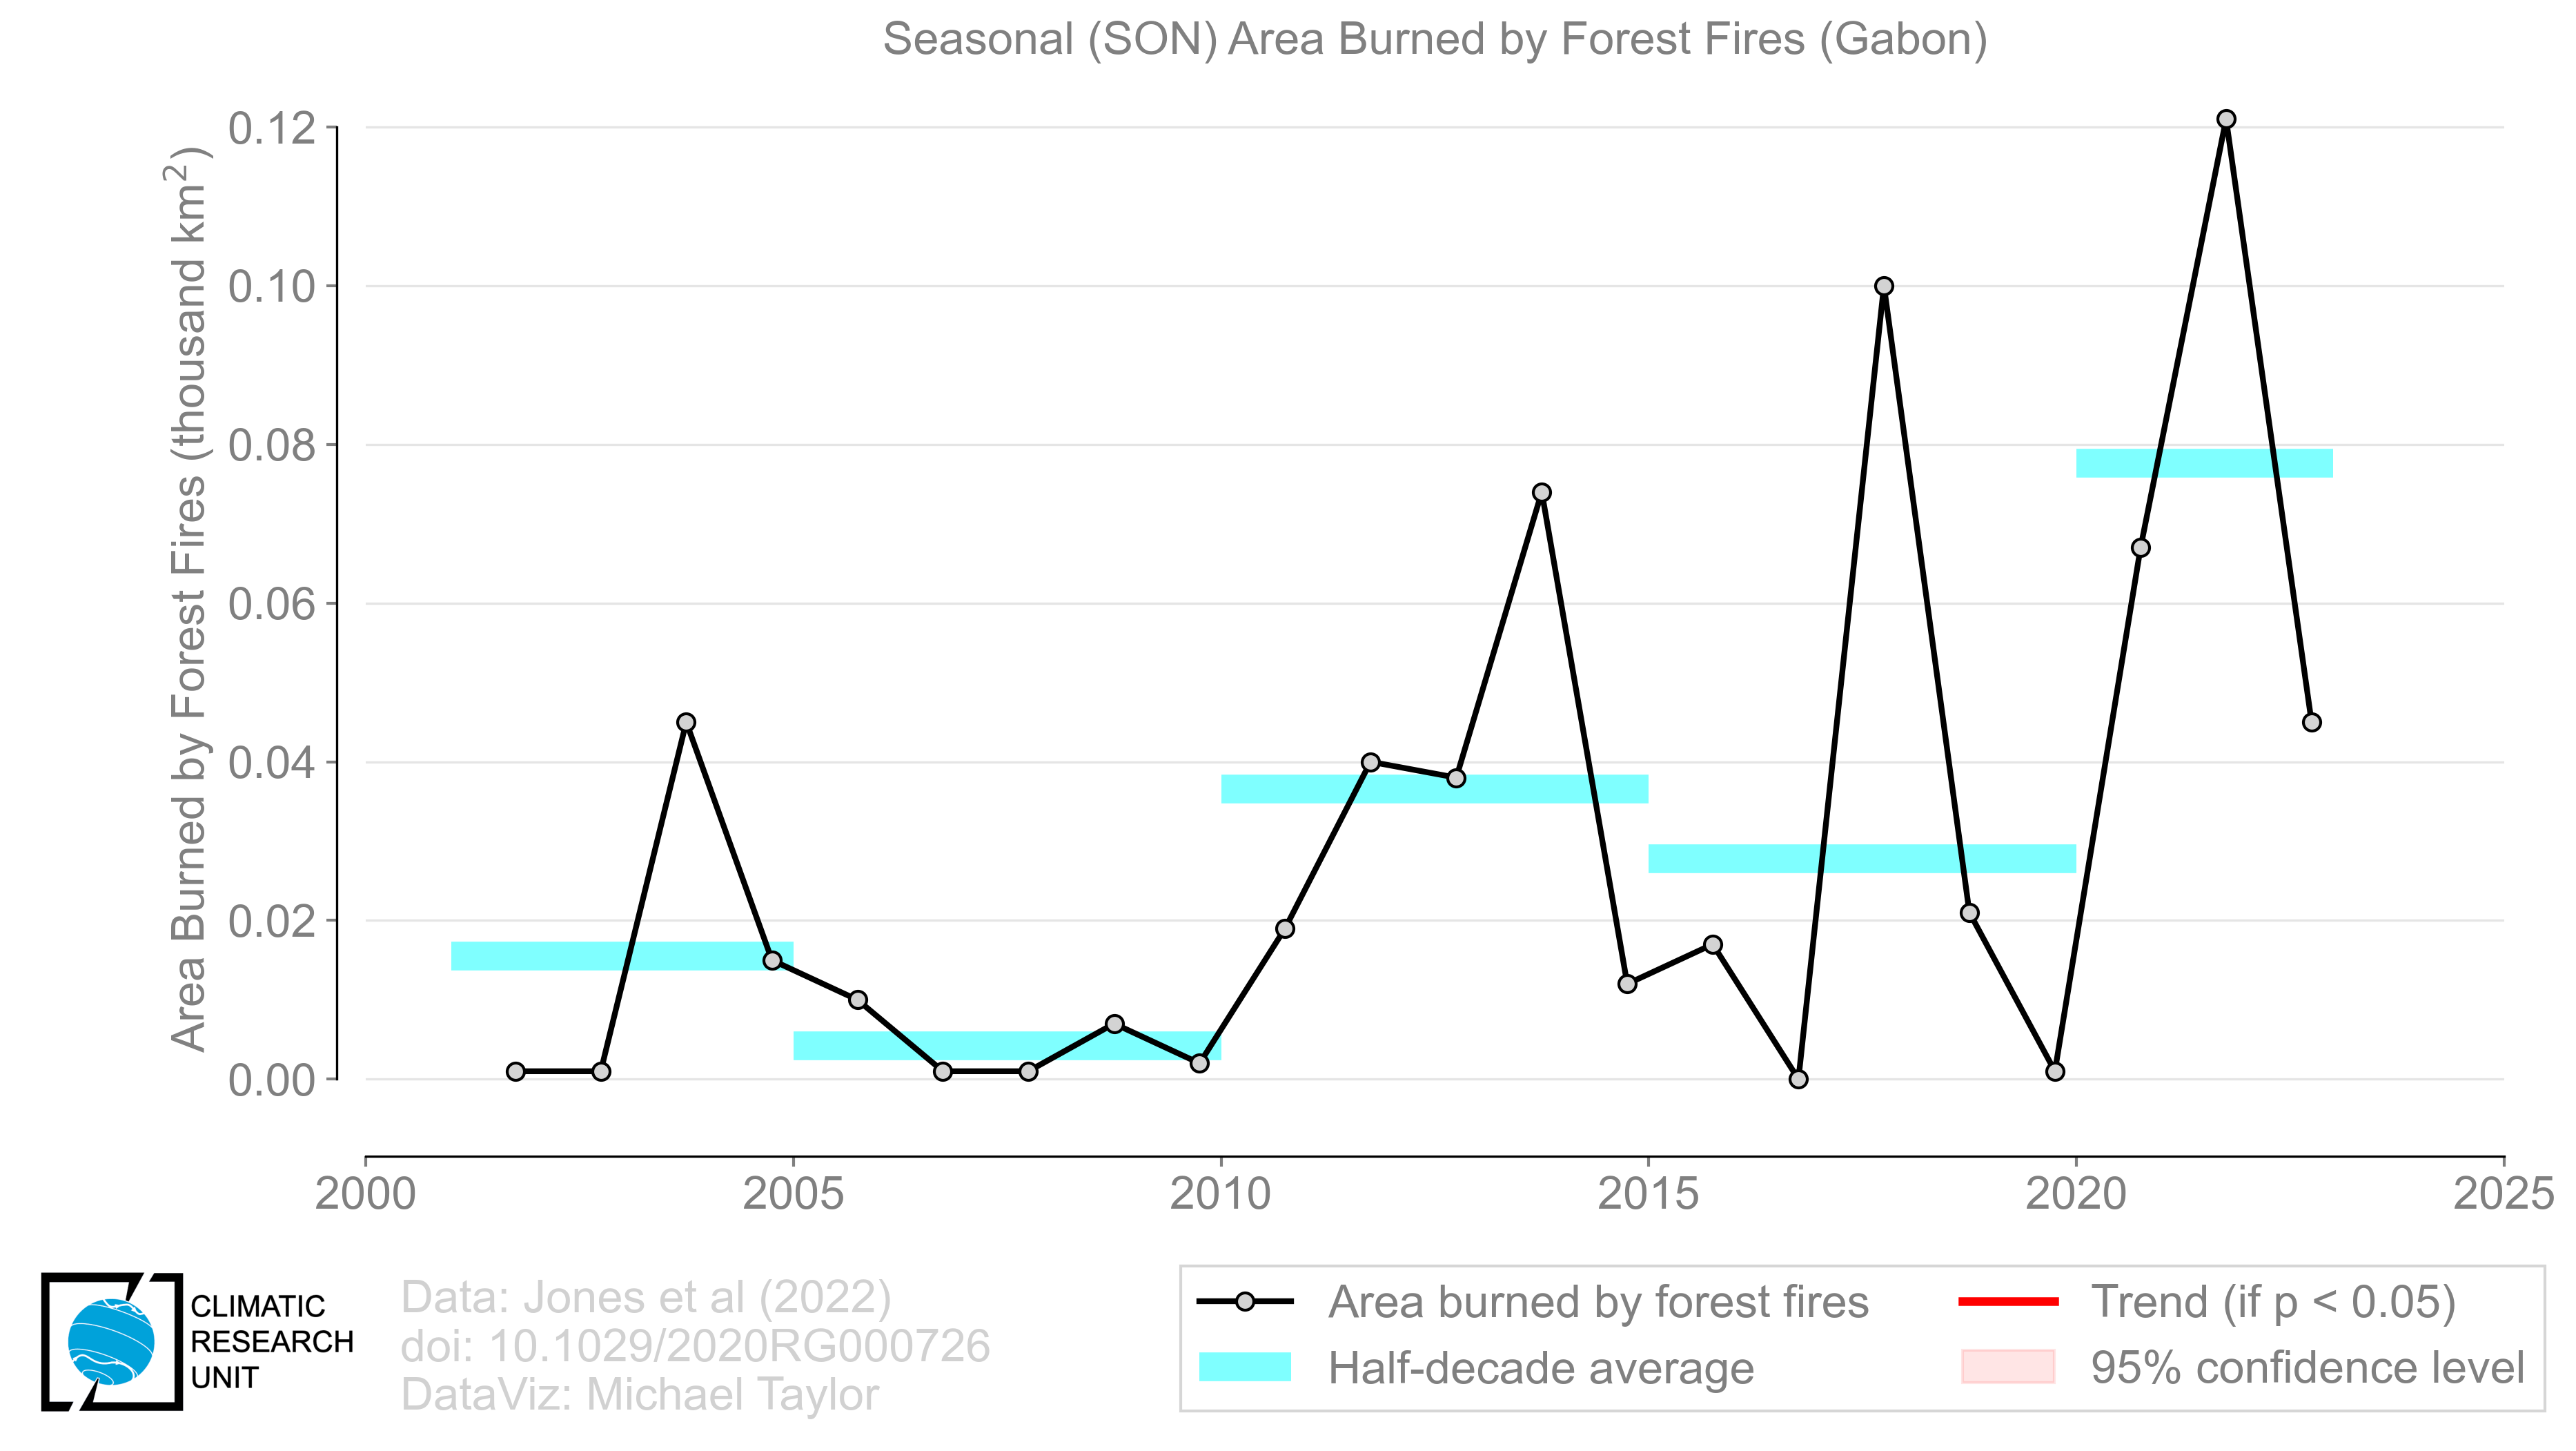 Seasonal (SON) Area Burned by Forest Fires (Gabon)
Area Burned by Forest Fires (thousand km²)
0.12
0.10
0.08
0.06
0.04
0.02
0.00
2000 2005 2010 2015 2020 2025
CLIMATIC
RESEARCH
UNIT
Data: Jones et al (2022)
doi: 10.1029/2020RG000726
DataViz: Michael Taylor
Area burned by forest fires
Half-decade average
Trend (if p < 0.05)
95% confidence level